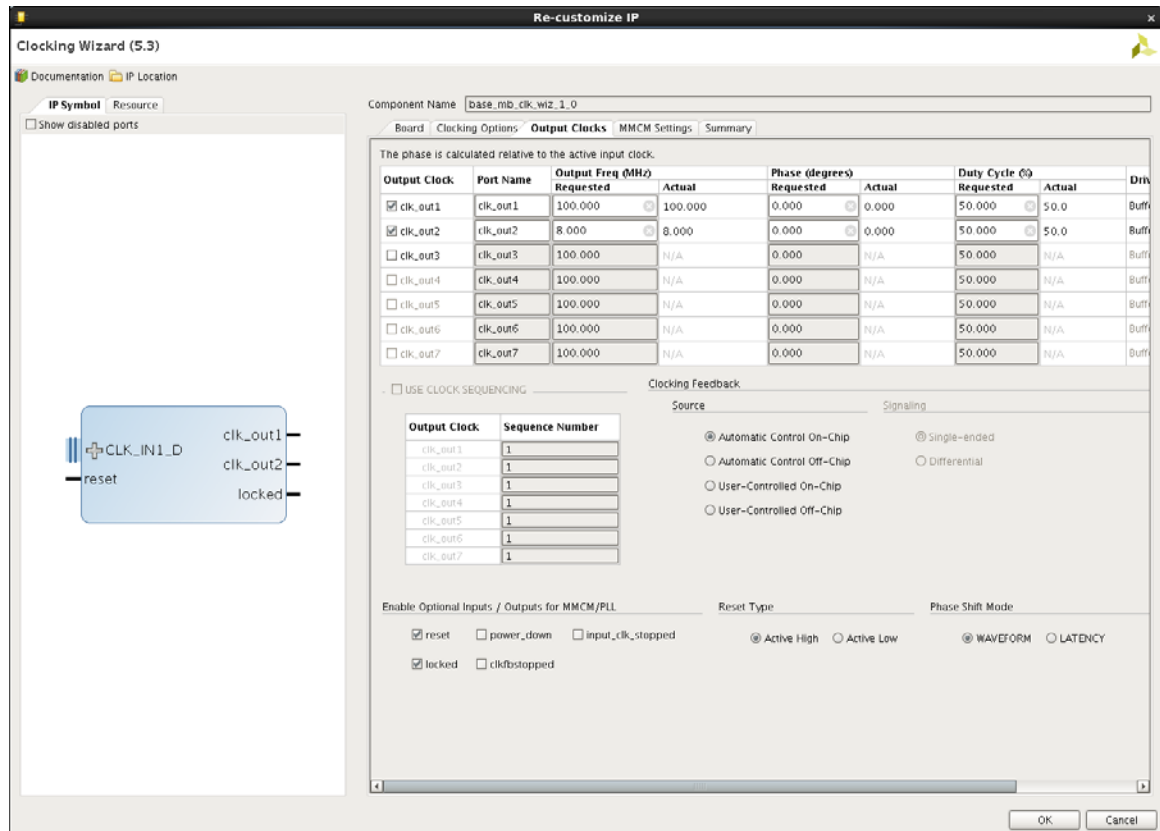 Re-customize IP
Clocking Wizard (5.3)
Documentation IP Location
IP Symbol Resource
Show disabled ports
CLK_IN1_D
reset
clk_out1
clk_out2
locked
Component Name base_mb_clk_wiz_1_0
Board Clocking Options Output Clocks MMCM Settings Summary
The phase is calculated relative to the active input clock.
Output Clock Port Name Output Freq (MHz) Phase (degrees) Duty Cycle (%) Driv
Requested Actual Requested Actual Requested Actual
clk_out1 clk_out1 100.000 100.000 0.000 0.000 50.000 50.0 Buff
clk_out2 clk_out2 8.000 8.000 0.000 0.000 50.000 50.0 Buff
clk_out3 clk_out3 100.000 N/A 0.000 N/A 50.000 N/A Buff
clk_out4 clk_out4 100.000 N/A 0.000 N/A 50.000 N/A Buff
clk_out5 clk_out5 100.000 N/A 0.000 N/A 50.000 N/A Buff
clk_out6 clk_out6 100.000 N/A 0.000 N/A 50.000 N/A Buff
clk_out7 clk_out7 100.000 N/A 0.000 N/A 50.000 N/A Buff
USE CLOCK SEQUENCING
Output Clock Sequence Number
clk_out1 1
clk_out2 1
clk_out3 1
clk_out4 1
clk_out5 1
clk_out6 1
clk_out7 1
Clocking Feedback
Source Signaling
Automatic Control On-Chip Single-ended
Automatic Control Off-Chip Differential
User-Controlled On-Chip
User-Controlled Off-Chip
Enable Optional Inputs / Outputs for MMCM/PLL
reset power_down input_clk_stopped
locked clkfbstopped
Reset Type
Active High Active Low
Phase Shift Mode
WAVEFORM LATENCY
OK Cancel